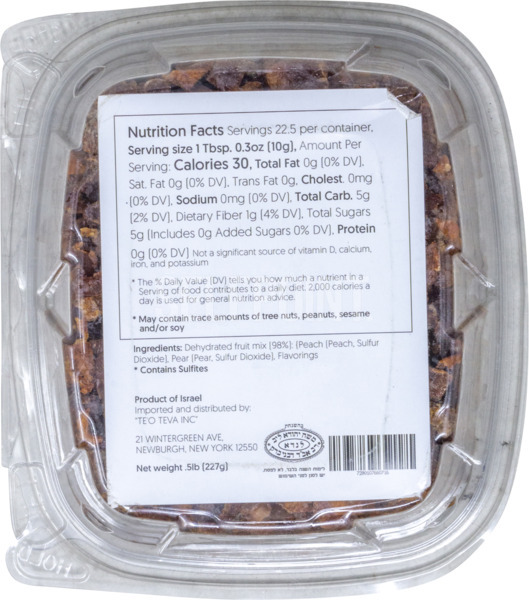 Nutrition Facts Servings 22.5 per container,
Serving size 1 Tbsp. 0.3oz (10g), Amount Per
Serving: Calories 30, Total Fat 0g (0% DV),
Sat. Fat 0g (0% DV), Trans Fat 0g, Cholest. 0mg
(0% DV), Sodium 0mg (0% DV), Total Carb. 5g
(2% DV), Dietary Fiber 1g (4% DV), Total Sugars
5g (Includes 0g Added Sugars 0% DV), Protein
0g (0% DV) Not a significant source of vitamin D, calcium,
iron, and potassium
* The % Daily Value (DV) tells you how much a nutrient in a
Serving of food contributes to a daily diet. 2,000 calories a
day is used for general nutrition advice.
* May contain trace amounts of tree nuts, peanuts, sesame
and/or soy
Ingredients: Dehydrated fruit mix (98%): (Peach (Peach, Sulfur
Dioxide), Pear (Pear, Sulfur Dioxide), Flavorings
* Contains Sulfites
Product of Israel
Imported and distributed by:
"TE'O TEVA INC"
21 WINTERGREEN AVE,
NEWBURGH, NEW YORK 12550
Net weight .5lb (227g)
בהשגחת
משה יהודא ליב
לנדא
HOLD